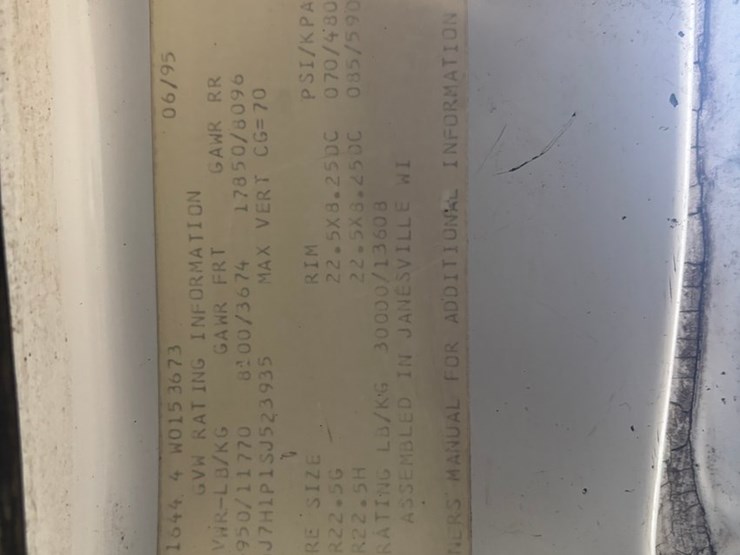 1644 4 W0153673 06/95
GVW RATING INFORMATION
VWR-LB/KG GAWR FRT GAWR RR
950/11770 8100/3674 17850/8096
J7H1P1SJ523935 MAX VERT CG=70
RE SIZE RIM PSI/KPA
R22.5G 22.5X8.25DC 070/480
R22.5H 22.5X8.25DC 085/590
RATING LB/KG 30000/13608
ASSEMBLED IN JANESVILLE WI
NERS MANUAL FOR ADDITIONAL INFORMATION